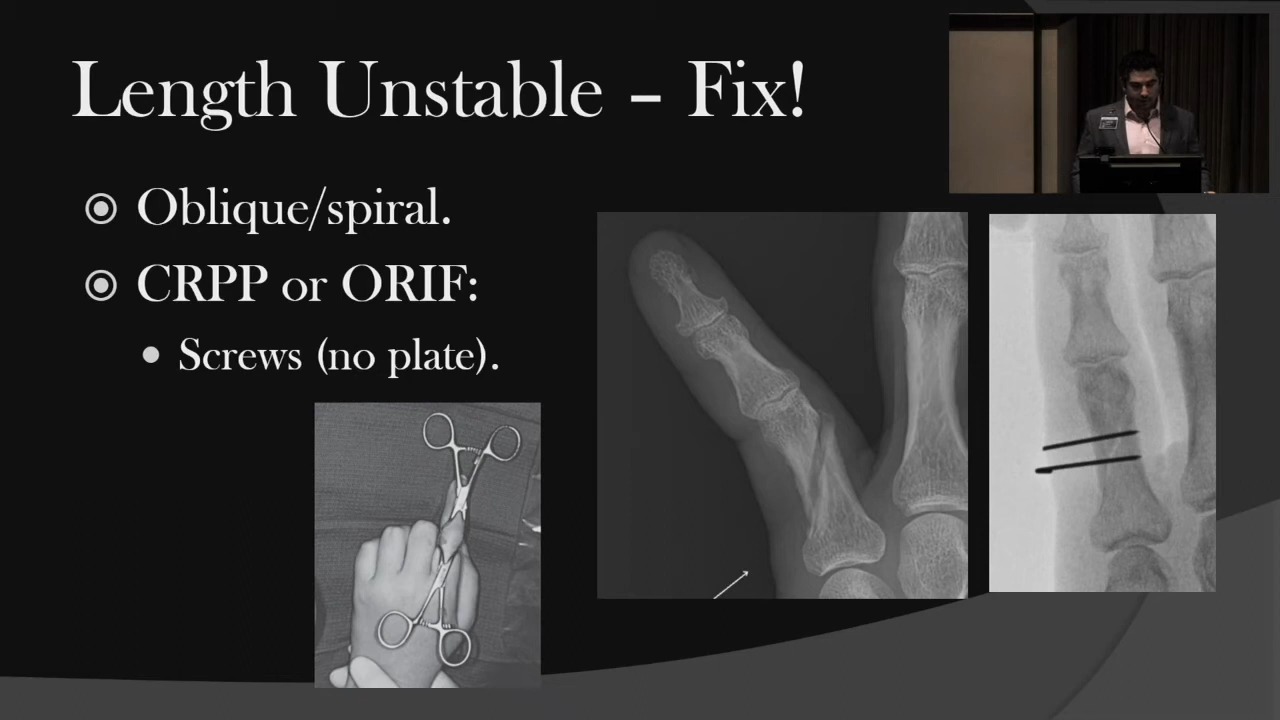 Length Unstable – Fix!
Oblique/spiral.
CRPP or ORIF:
Screws (no plate).